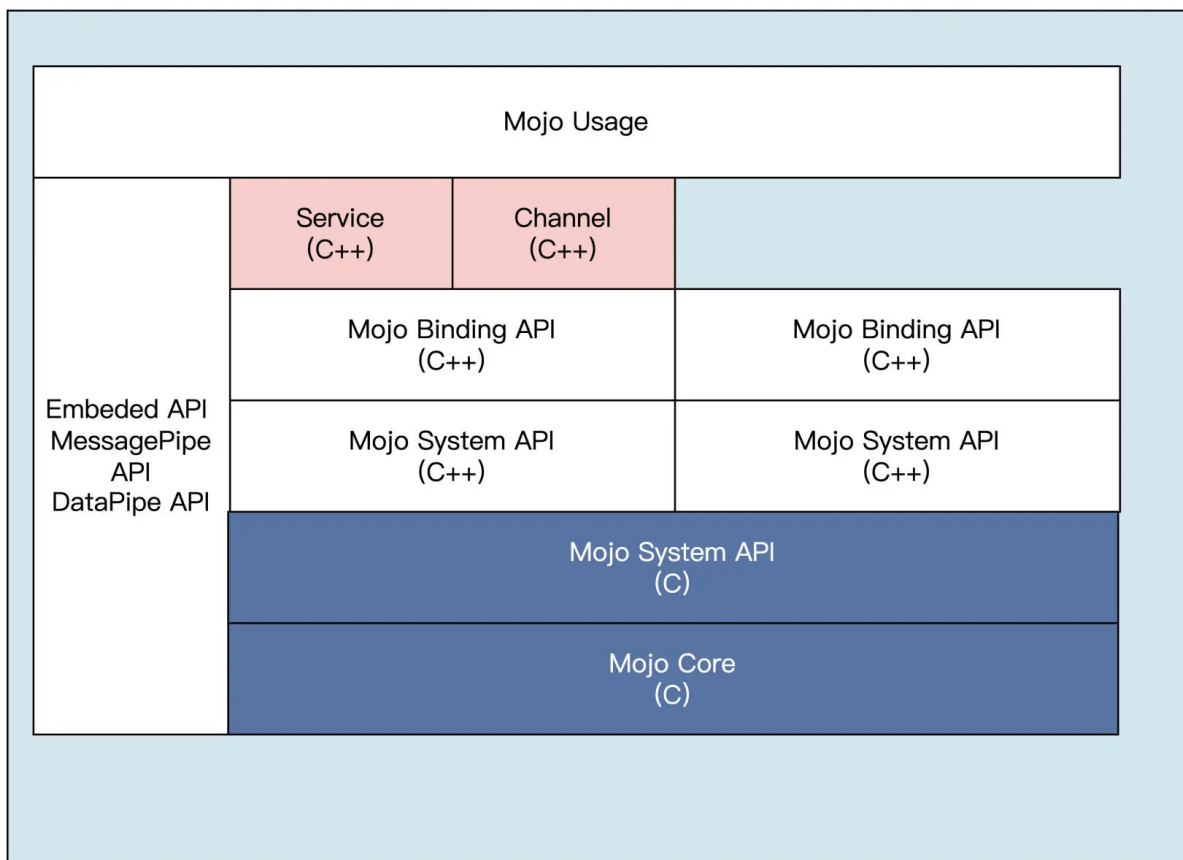 Mojo Usage
Service
(C++)
Channel
(C++)
Mojo Binding API
(C++)
Mojo Binding API
(C++)
Embeded API
MessagePipe
API
DataPipe API
Mojo System API
(C++)
Mojo System API
(C++)
Mojo System API
(C)
Mojo Core
(C)